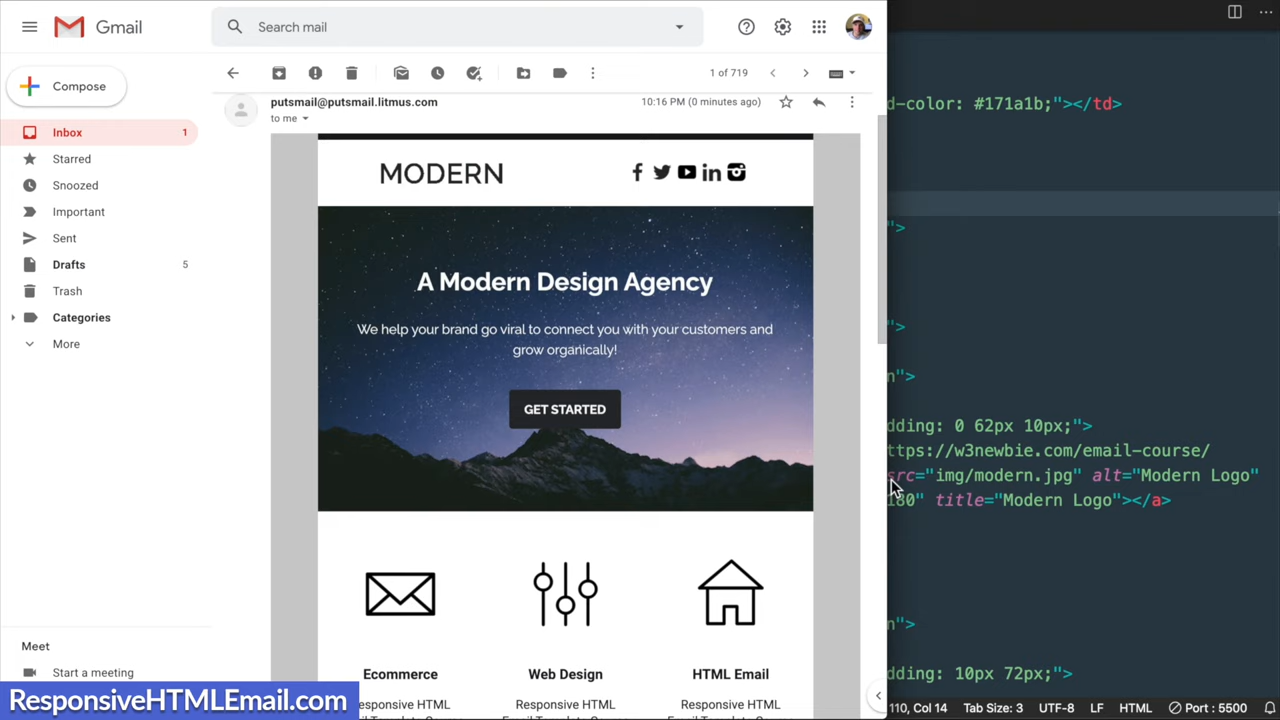 Gmail
Search mail
Compose
1 of 719
Inbox 1
Starred
Snoozed
Important
Sent
Drafts 5
Trash
Categories
More
Meet
Start a meeting
putsmail@putsmail.litmus.com
10:16 PM (0 minutes ago)
to me
MODERN
A Modern Design Agency
We help your brand go viral to connect you with your customers and
grow organically!
GET STARTED
Ecommerce
Web Design
HTML Email
Responsive HTML
Responsive HTML
Responsive HTML
d-color: #171a1b;"></td>
">
">
n">
dding: 0 62px 10px;">
ttps://w3newbie.com/email-course/
src="img/modern.jpg" alt="Modern Logo"
180" title="Modern Logo"></a>
n">
dding: 10px 72px;">
110, Col 14 Tab Size: 3 UTF-8 LF HTML Port : 5500
ResponsiveHTMLEmail.com